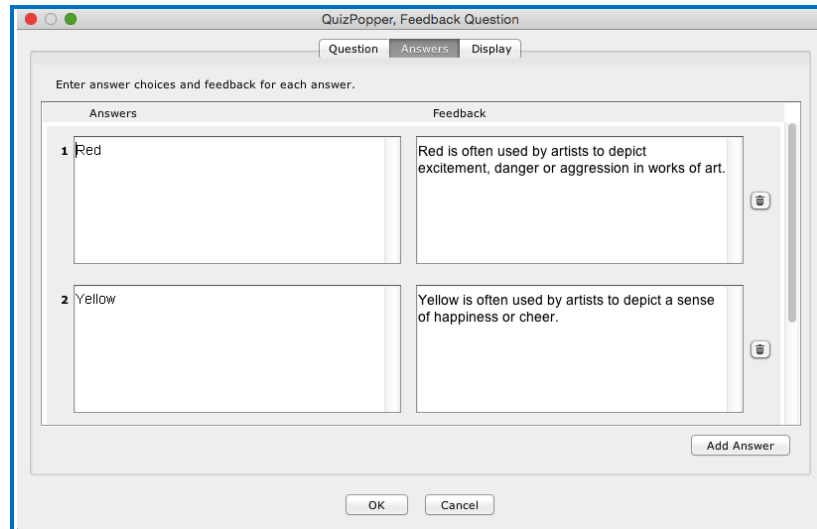 QuizPopper, Feedback Question
Question Answers Display
Enter answer choices and feedback for each answer.
Answers Feedback
1 Red
Red is often used by artists to depict
excitement, danger or aggression in works of art.
2 Yellow
Yellow is often used by artists to depict a sense
of happiness or cheer.
Add Answer
OK Cancel